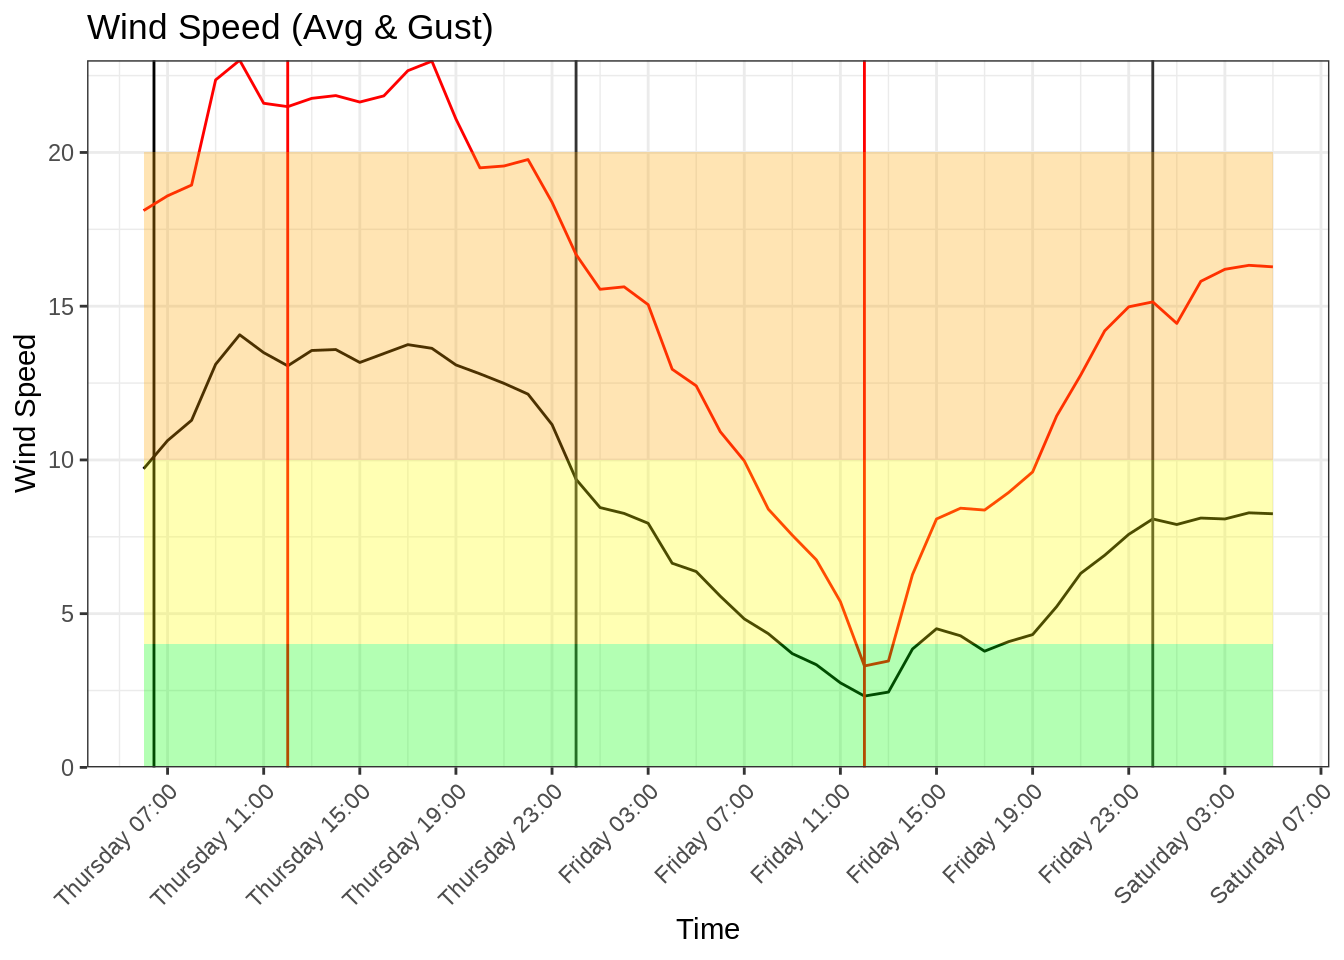 Wind Speed (Avg & Gust)
Wind Speed
20
15
10
5
0
Thursday 07:00
Thursday 11:00
Thursday 15:00
Thursday 19:00
Thursday 23:00
Friday 03:00
Friday 07:00
Friday 11:00
Friday 15:00
Friday 19:00
Friday 23:00
Saturday 03:00
Saturday 07:00
Time